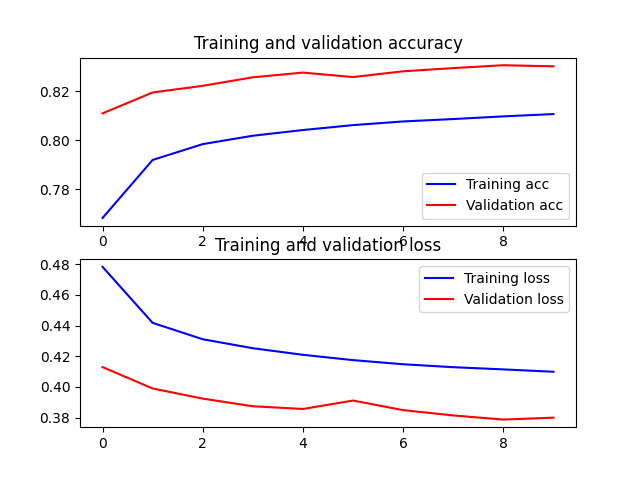 Training and validation accuracy
0.82
0.80
0.78
Training acc
Validation acc
0 2 4 6 8
Training and validation loss
0.48
0.46
0.44
0.42
0.40
0.38
Training loss
Validation loss
0 2 4 6 8